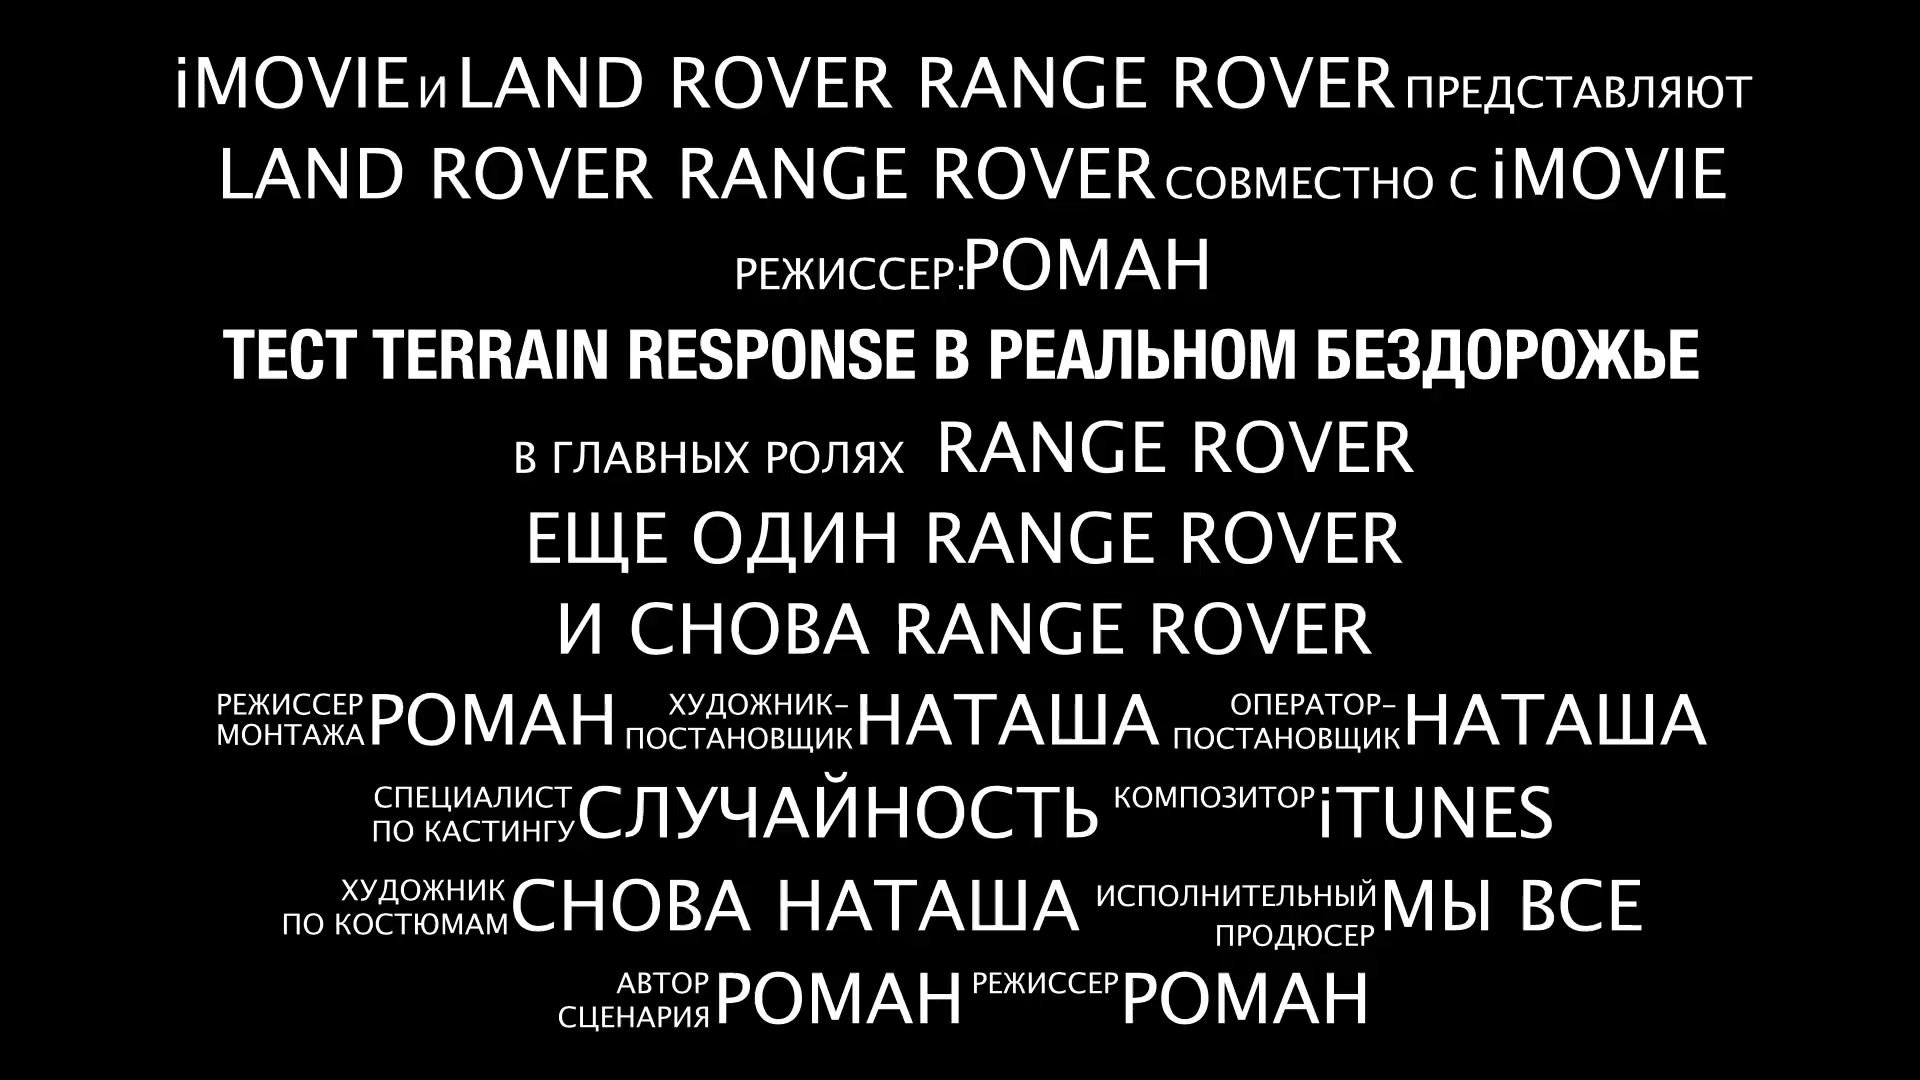 iMOVIE и LAND ROVER RANGE ROVER ПРЕДСТАВЛЯЮТ
LAND ROVER RANGE ROVER СОВМЕСТНО С iMOVIE
РЕЖИССЕР: РОМАН
ТЕСТ TERRAIN RESPONSE В РЕАЛЬНОМ БЕЗДОРОЖЬЕ
В ГЛАВНЫХ РОЛЯХ RANGE ROVER
ЕЩЕ ОДИН RANGE ROVER
И СНОВА RANGE ROVER
РЕЖИССЕР МОНТАЖА РОМАН ХУДОЖНИК-ПОСТАНОВЩИК НАТАША ОПЕРАТОР-ПОСТАНОВЩИК НАТАША
СПЕЦИАЛИСТ ПО КАСТИНГУ СЛУЧАЙНОСТЬ КОМПОЗИТОР iTUNES
ХУДОЖНИК ПО КОСТЮМАМ СНОВА НАТАША ИСПОЛНИТЕЛЬНЫЙ ПРОДЮСЕР МЫ ВСЕ
АВТОР СЦЕНАРИЯ РОМАН РЕЖИССЕР РОМАН